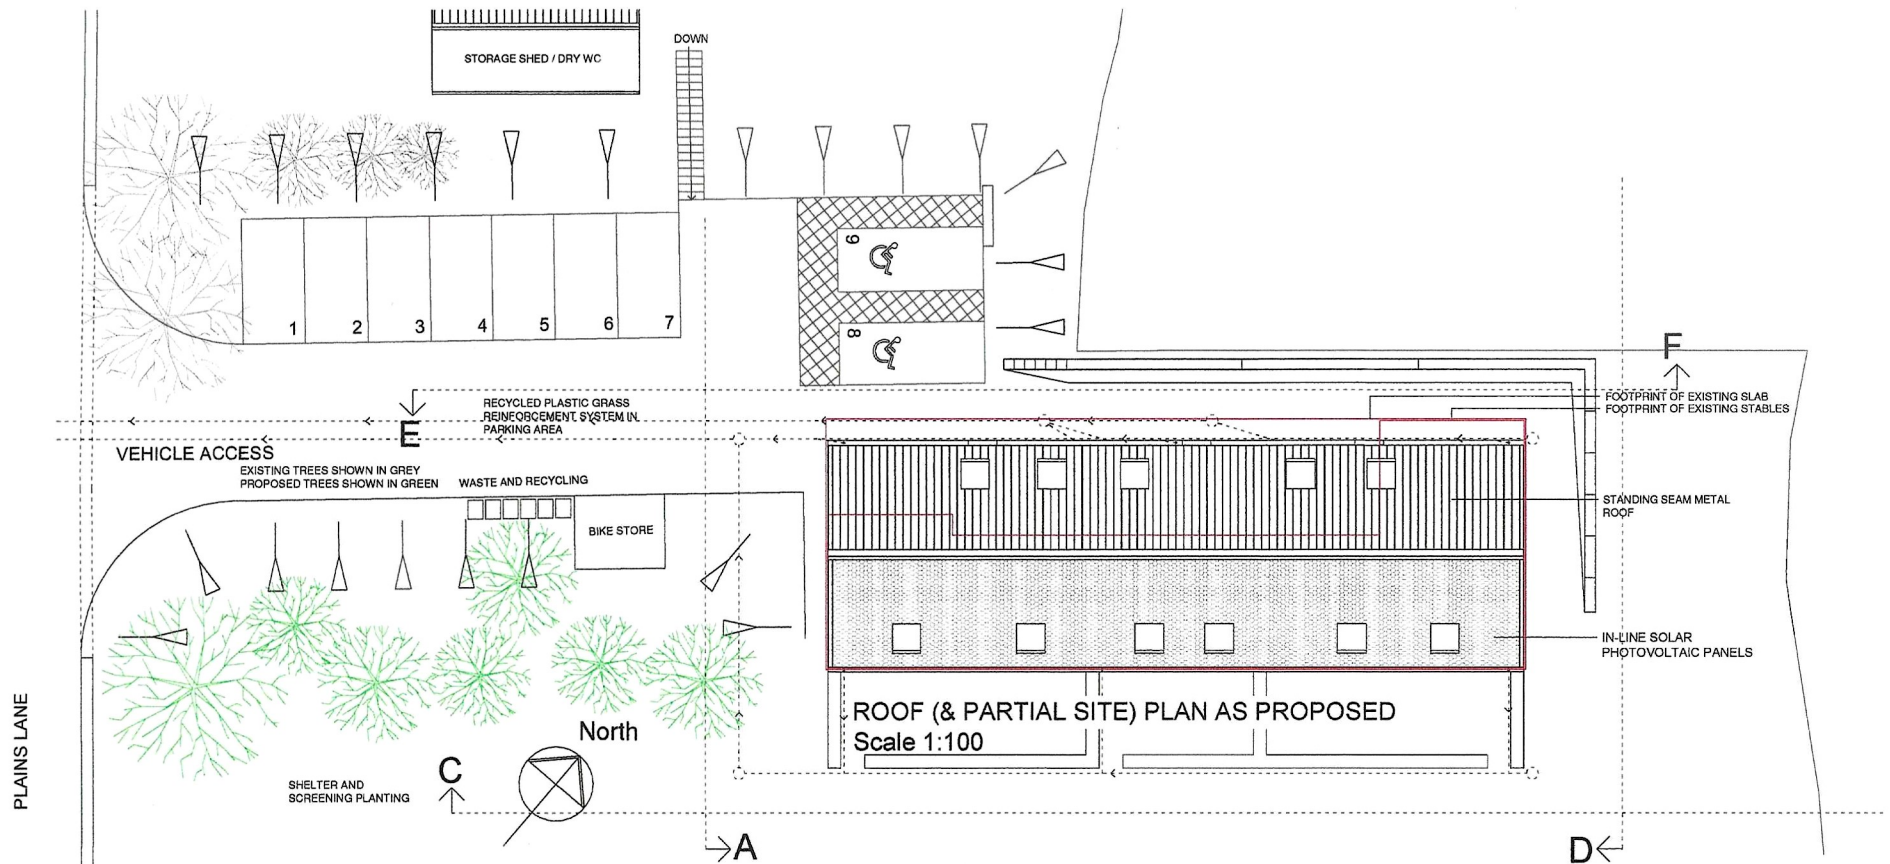 DOWN
STORAGE SHED / DRY WC
9
8
1 2 3 4 5 6 7
F
RECYCLED PLASTIC GRASS
REINFORCEMENT SYSTEM IN
PARKING AREA
E
FOOTPRINT OF EXISTING SLAB
FOOTPRINT OF EXISTING STABLES
VEHICLE ACCESS
EXISTING TREES SHOWN IN GREY
PROPOSED TREES SHOWN IN GREEN
WASTE AND RECYCLING
BIKE STORE
STANDING SEAM METAL
ROOF
IN-LINE SOLAR
PHOTOVOLTAIC PANELS
PLAINS LANE
North
ROOF (& PARTIAL SITE) PLAN AS PROPOSED
Scale 1:100
SHELTER AND
SCREENING PLANTING
C
A
D